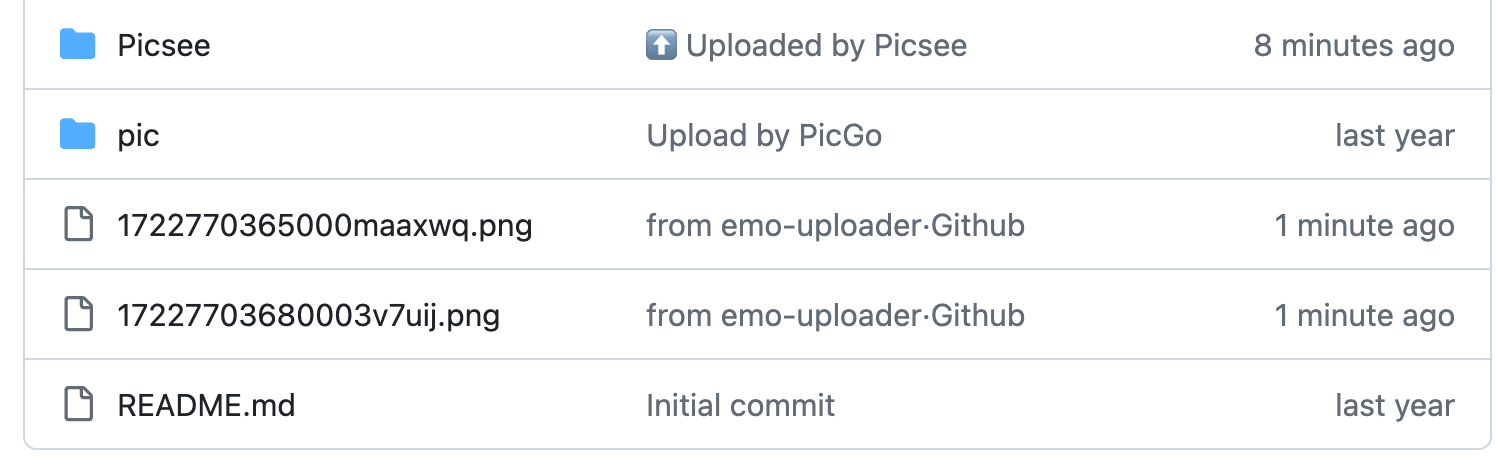 Picsee ⬆️ Uploaded by Picsee 8 minutes ago
pic Upload by PicGo last year
1722770365000maaxwq.png from emo-uploader·Github 1 minute ago
17227703680003v7uij.png from emo-uploader·Github 1 minute ago
README.md Initial commit last year